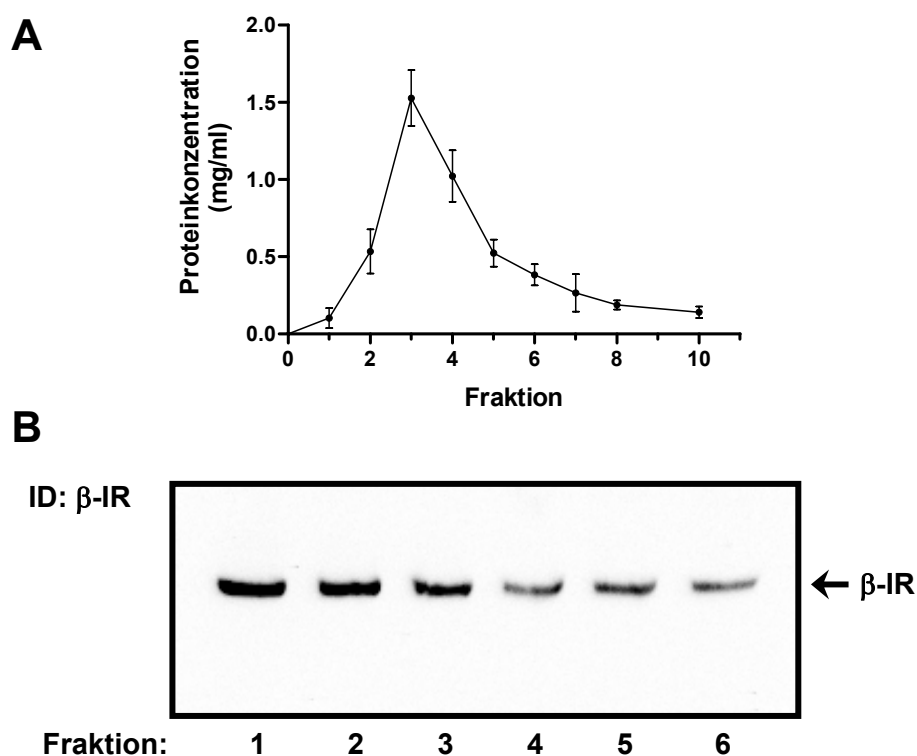 A
Proteinkonzentration
(mg/ml)
2.0
1.5
1.0
0.5
0.0
0 2 4 6 8 10
Fraktion
B
ID: β-IR
← β-IR
Fraktion: 1 2 3 4 5 6